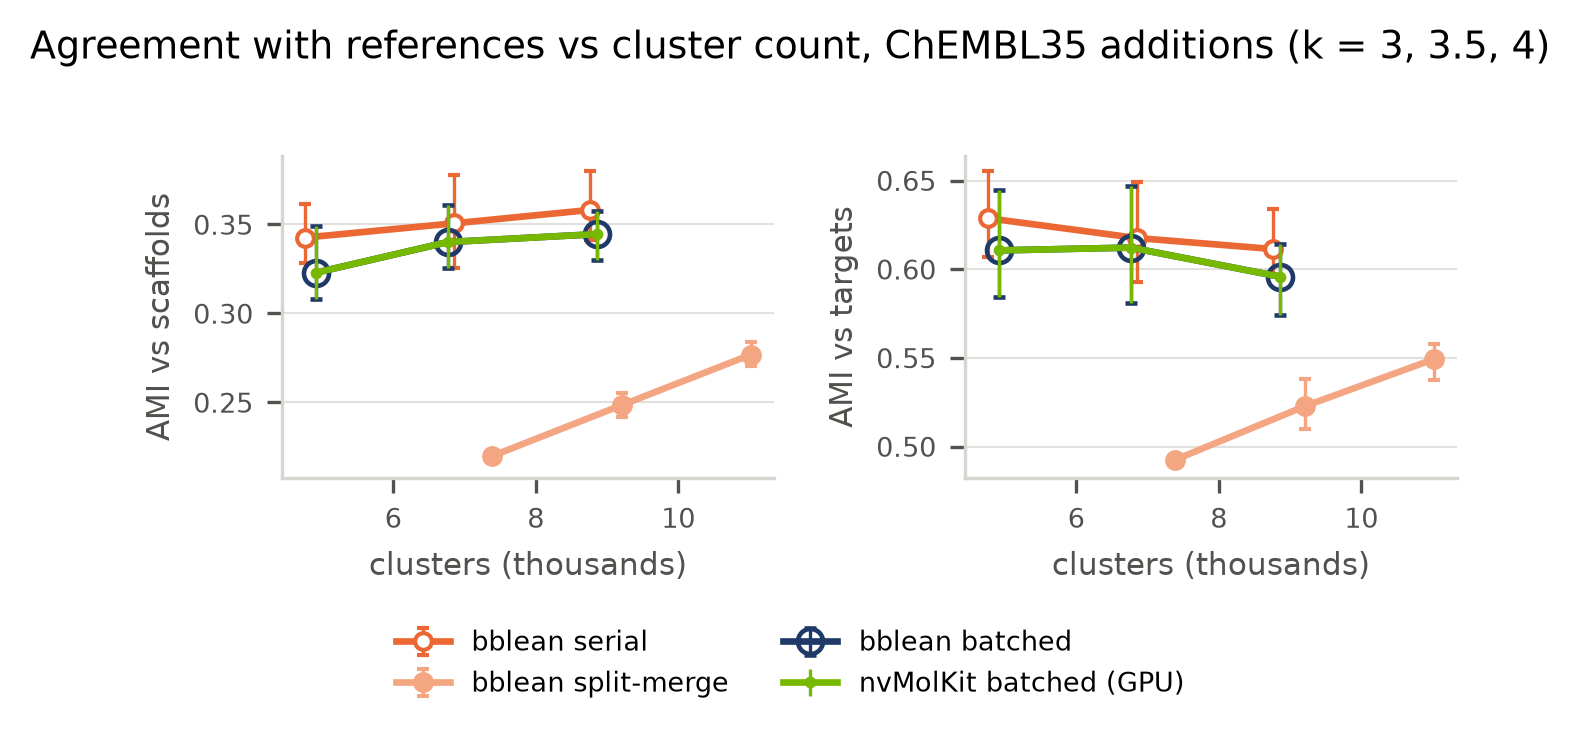 Agreement with references vs cluster count, ChEMBL35 additions (k = 3, 3.5, 4)
AMI vs scaffolds
0.35
0.30
0.25
6
8
10
clusters (thousands)
AMI vs targets
0.65
0.60
0.55
0.50
6
8
10
clusters (thousands)
bblean serial
bblean split-merge
bblean batched
nvMolKit batched (GPU)